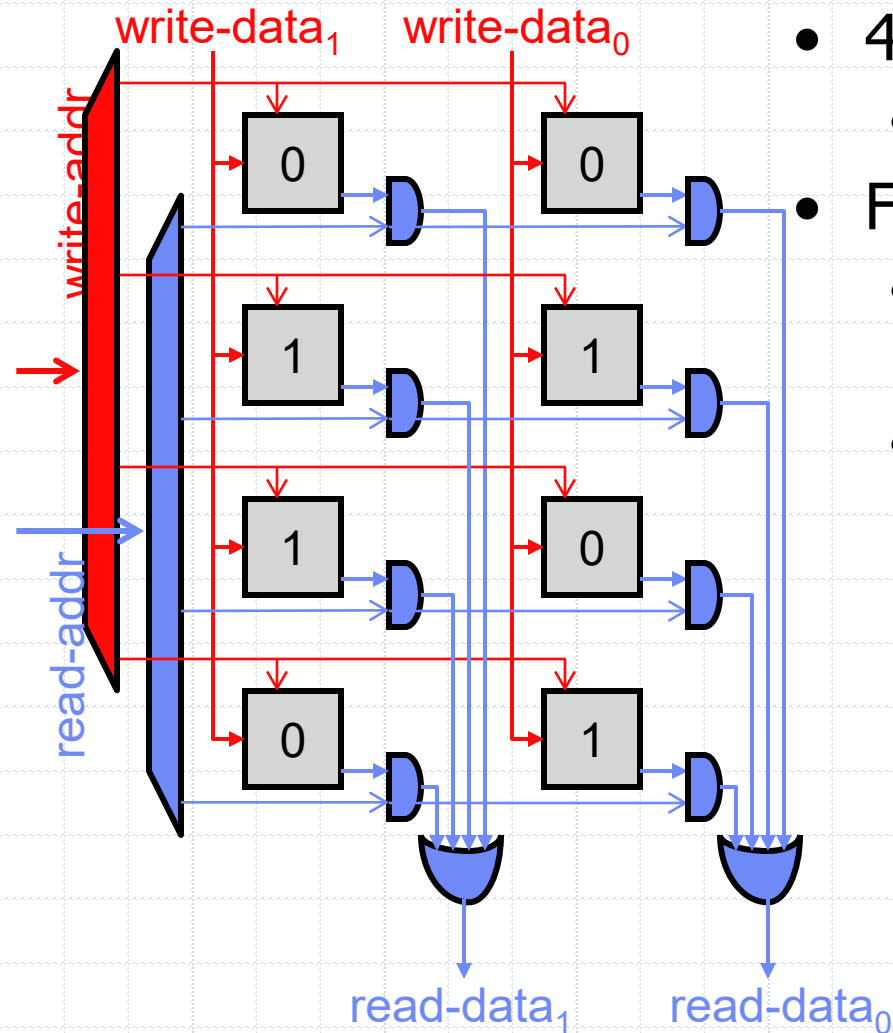 write-data₁ write-data₀
• 4
•
• F
•
•
write-addr
0 0
1 1
1 0
read-addr
0 1
read-data₁ read-data₀